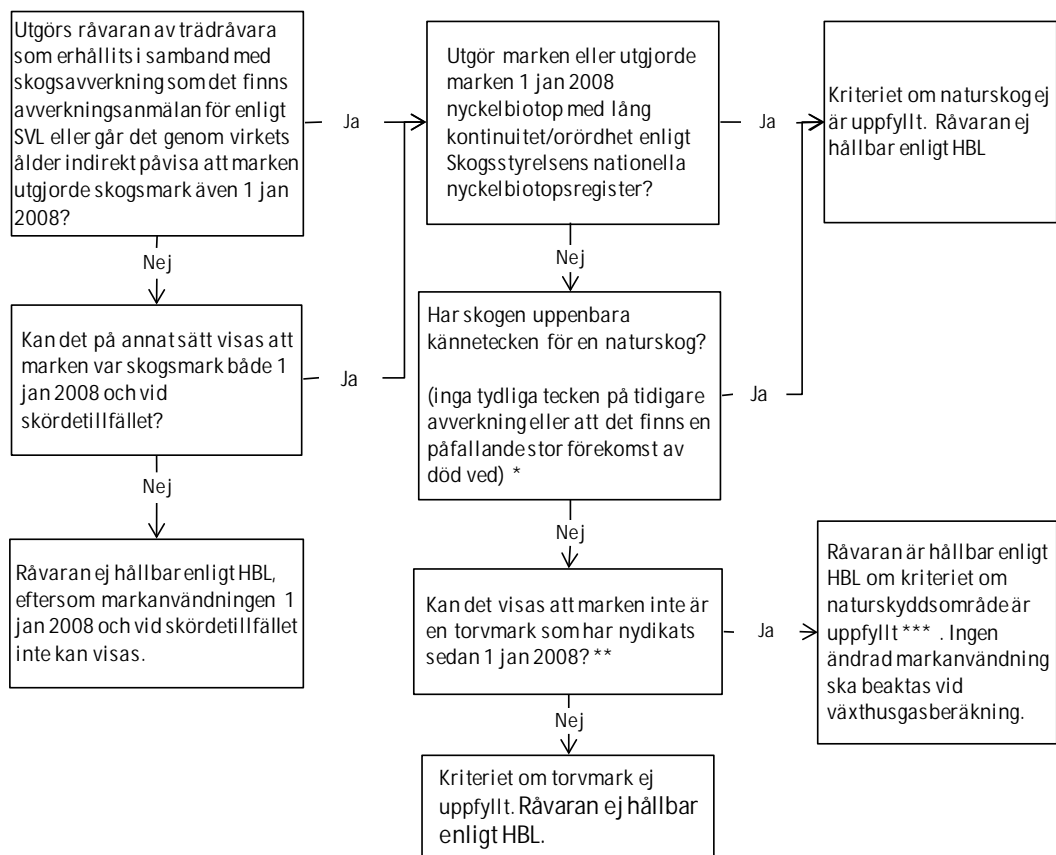 Utgörs råvaran av trädråvara
som erhållits i samband med
skogsavverkning som det finns
avverkningsanmälan för enligt
SVL eller går det genom virkets
ålder indirekt påvisa att marken
utgjorde skogsmark även 1 jan
2008?
Ja
Utgör marken eller utgjorde
marken 1 jan 2008
nyckelbiotop med lång
kontinuitet/orördhet enligt
Skogsstyrelsens nationella
nyckelbiotopsregister?
Ja
Kriteriet om naturskog ej
är uppfyllt. Råvaran ej
hållbar enligt HBL
Nej
Nej
Kan det på annat sätt visas att
marken var skogsmark både 1
jan 2008 och vid
skördetillfället?
Ja
Har skogen uppenbara
kännetecken för en naturskog?
(inga tydliga tecken på tidigare
avverkning eller att det finns en
påfallande stor förekomst av
död ved) *
Ja
Nej
Nej
Råvaran ej hållbar enligt HBL,
eftersom markanvändningen 1
jan 2008 och vid skördetillfället
inte kan visas.
Kan det visas att marken inte är
en torvmark som har nydikats
sedan 1 jan 2008? **
Ja
Råvaran är hållbar enligt
HBL om kriteriet om
naturskyddsområde är
uppfyllt *** . Ingen
ändrad markanvändning
ska beaktas vid
växthusgasberäkning.
Nej
Kriteriet om torvmark ej
uppfyllt. Råvaran ej hållbar
enligt HBL.